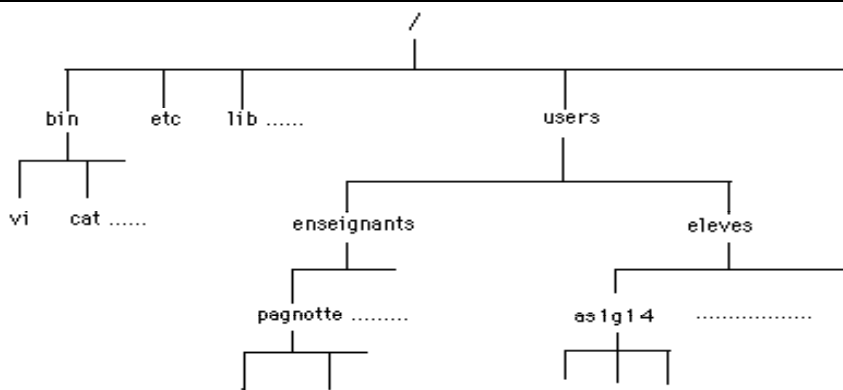 /
bin etc lib ...... users
vi cat ...... enseignants eleves
pagnotte ......... as1g14 .................